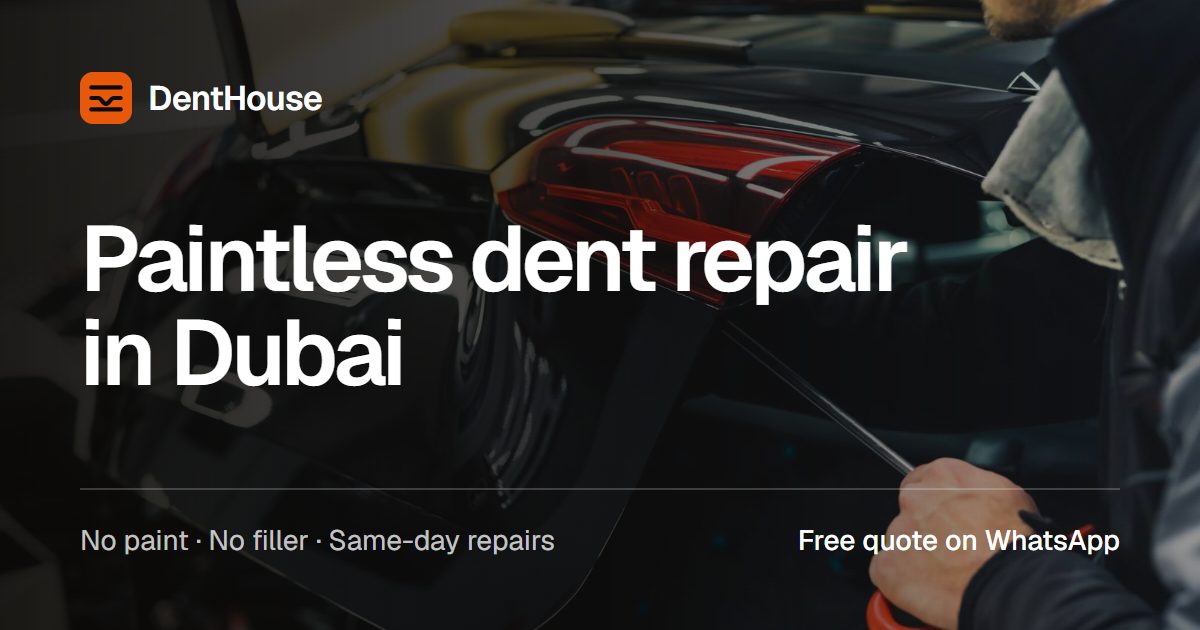 DentHouse
Paintless dent repair
in Dubai
No paint · No filler · Same-day repairs
Free quote on WhatsApp